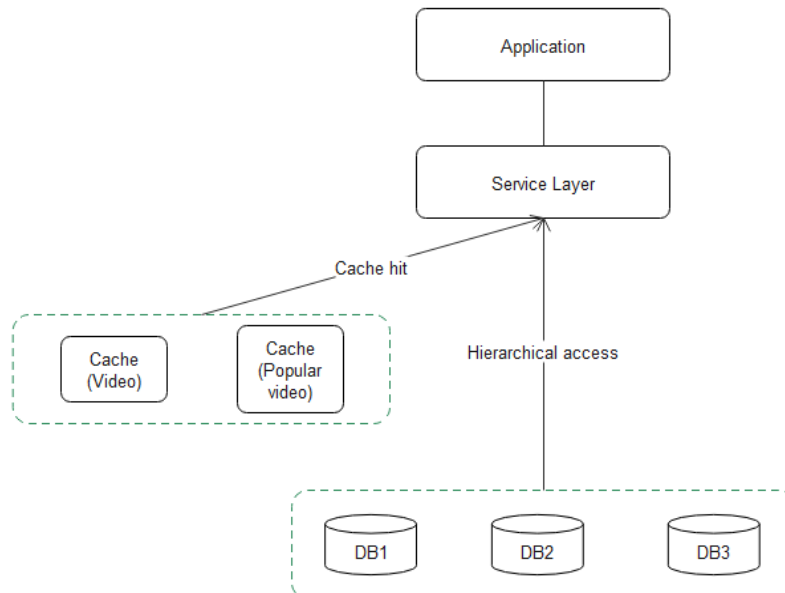 Application
Service Layer
Cache hit
Cache
(Video)
Cache
(Popular
video)
Hierarchical access
DB1
DB2
DB3